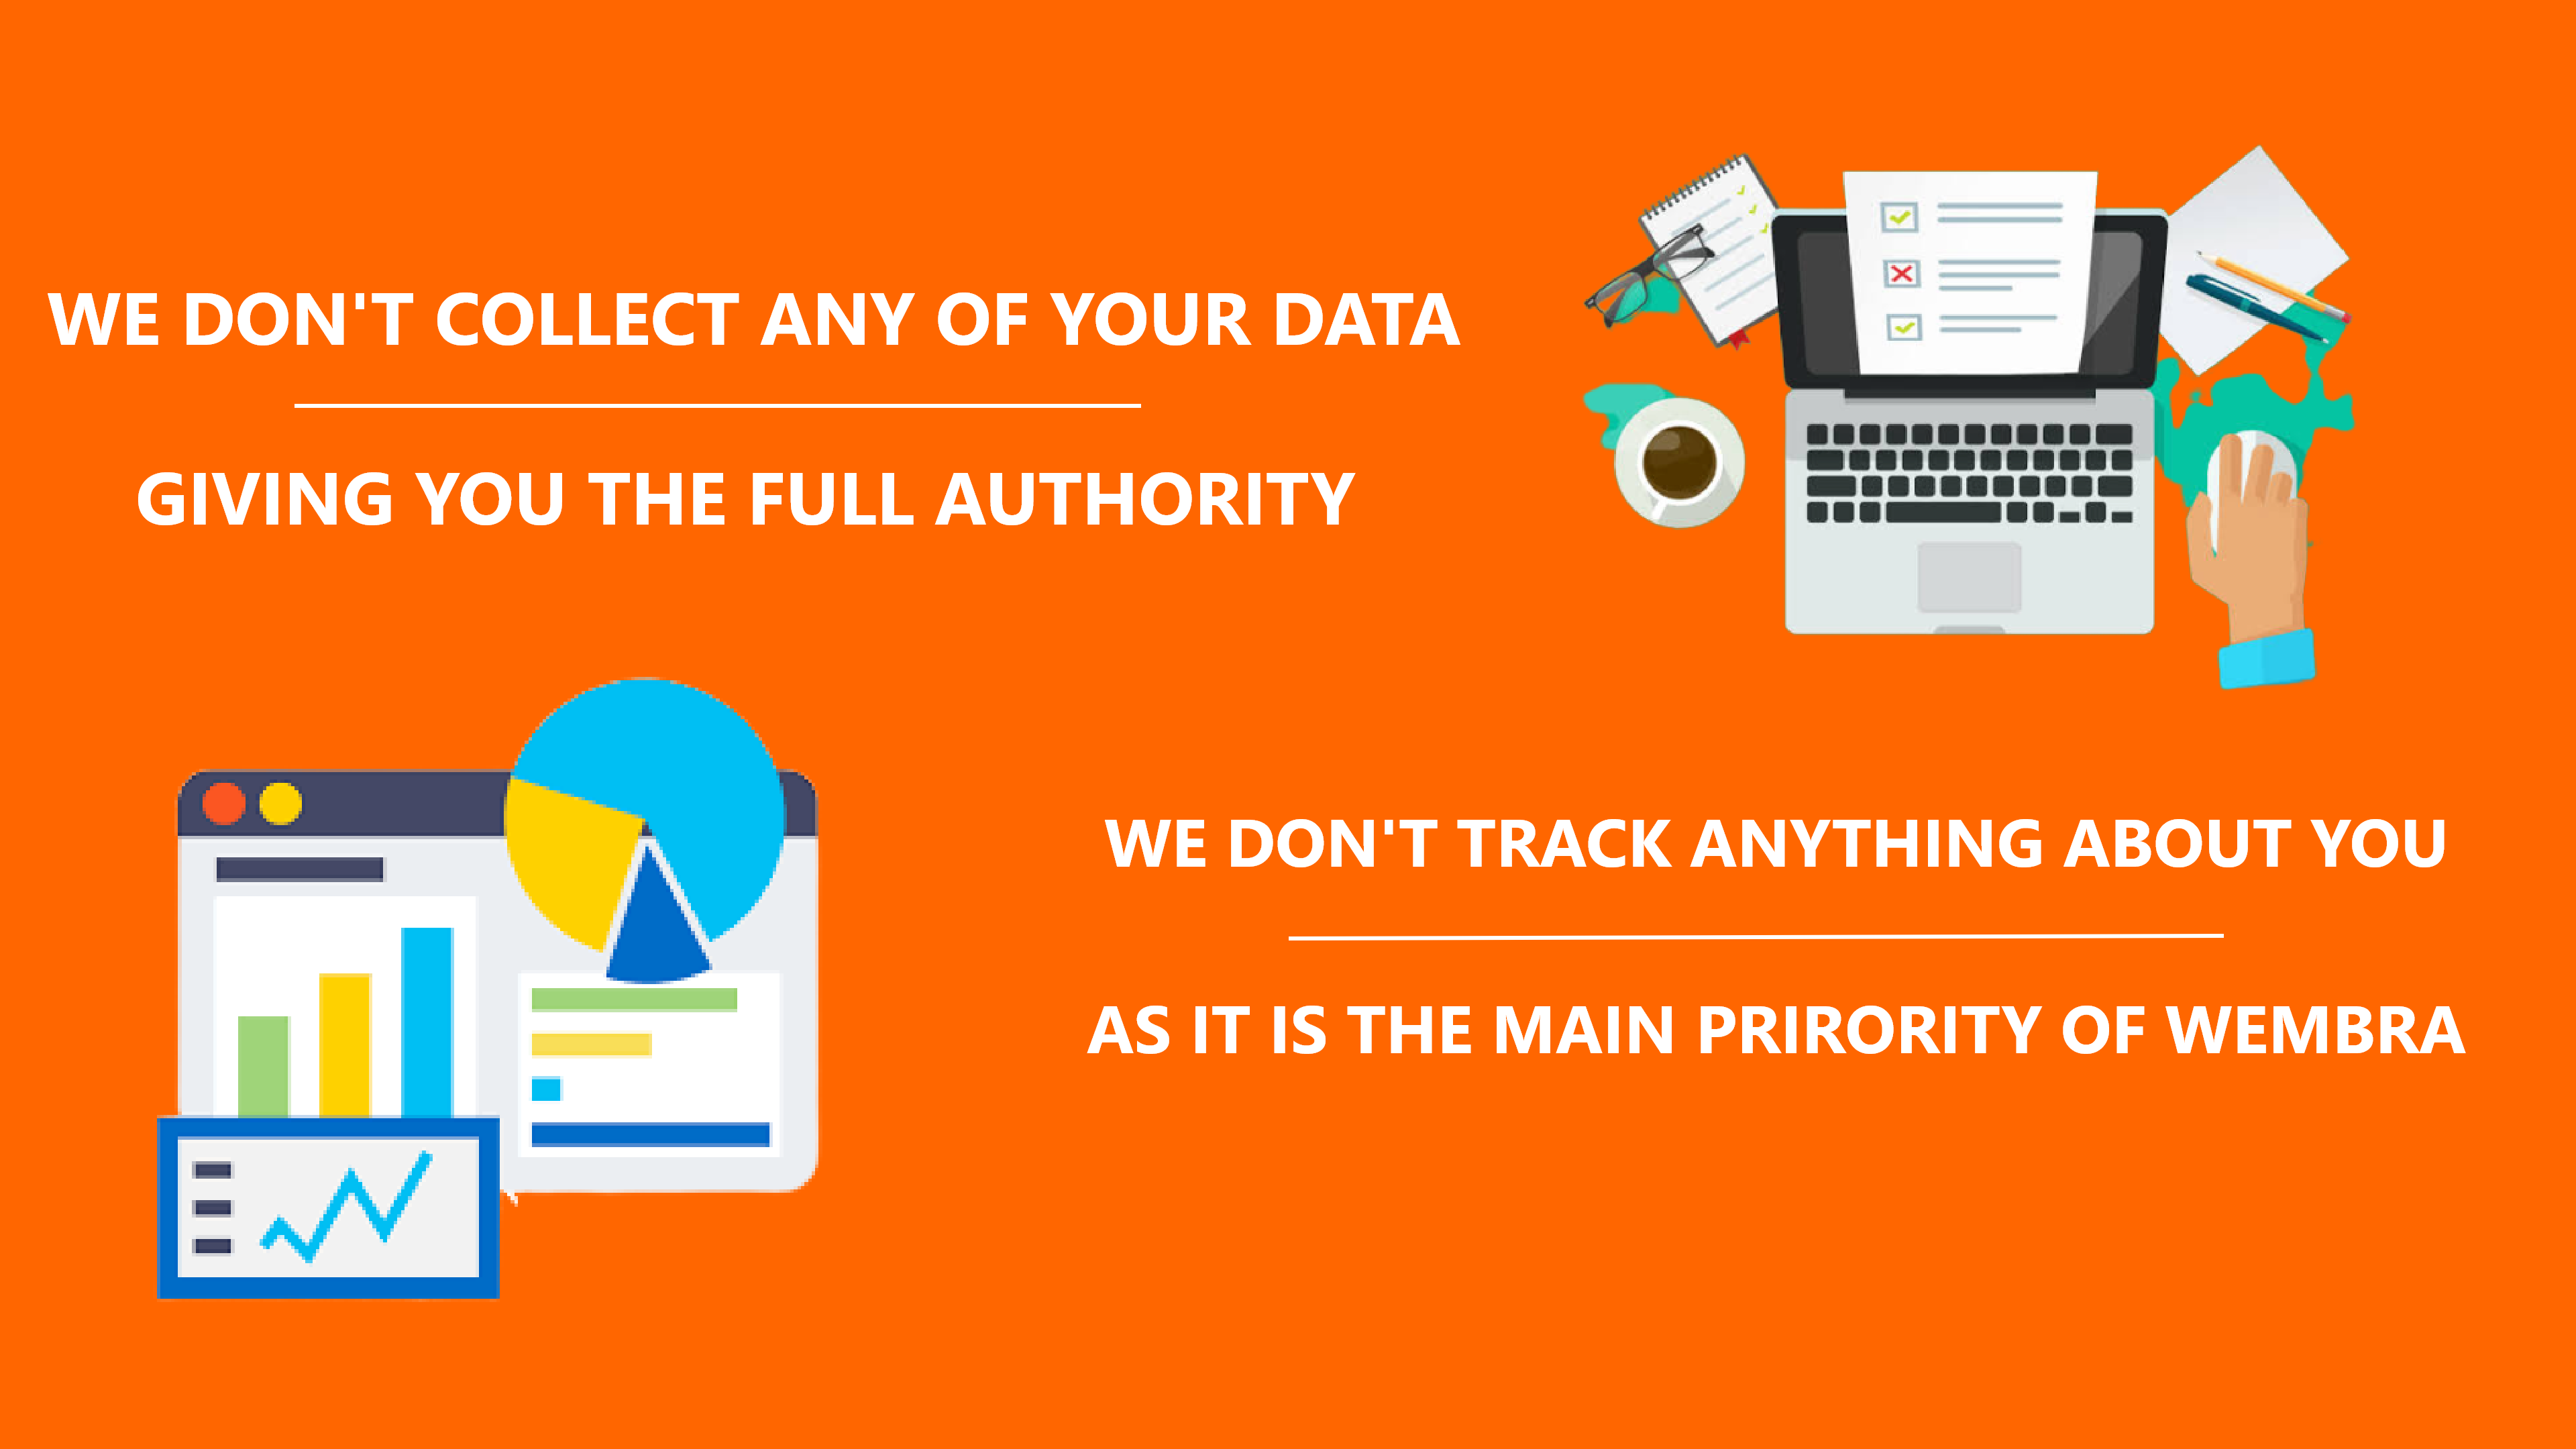 WE DON'T COLLECT ANY OF YOUR DATA
GIVING YOU THE FULL AUTHORITY
WE DON'T TRACK ANYTHING ABOUT YOU
AS IT IS THE MAIN PRIRORITY OF WEMBRA